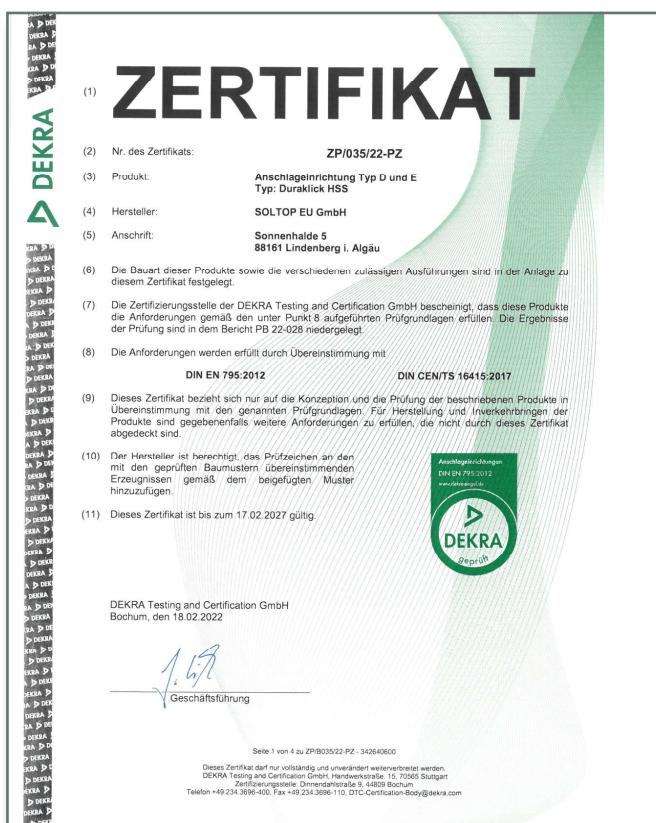 DEKRA
(1) ZERTIFIKAT
(2) Nr. des Zertifikats: ZP/035/22-PZ
(3) Produkt: Anschlageinrichtung Typ D und E
Typ: Duraklick HSS
(4) Hersteller: SOLTOP EU GmbH
(5) Anschrift: Sonnenhalde 5
88161 Lindenberg i. Algäu
(6) Die Bauart dieser Produkte sowie die verschiedenen zulässigen Ausführungen sind in der Anlage zu
diesem Zertifikat festgelegt.
(7) Die Zertifizierungsstelle der DEKRA Testing and Certification GmbH bescheinigt, dass diese Produkte
die Anforderungen gemäß den unter Punkt 8 aufgeführten Prüfgrundlagen erfüllen. Die Ergebnisse
der Prüfung sind in dem Bericht PB 22-028 niedergelegt.
(8) Die Anforderungen werden erfüllt durch Übereinstimmung mit
DIN EN 795:2012 DIN CEN/TS 16415:2017
(9) Dieses Zertifikat bezieht sich nur auf die Konzeption und die Prüfung der beschriebenen Produkte in
Übereinstimmung mit den genannten Prüfgrundlagen. Für Herstellung und Inverkehrbringen der
Produkte sind gegebenenfalls weitere Anforderungen zu erfüllen, die nicht durch dieses Zertifikat
abgedeckt sind.
(10) Der Hersteller ist berechtigt, das Prüfzeichen an den
mit den geprüften Baumustern übereinstimmenden
Erzeugnissen gemäß dem beigefügten Muster
hinzuzufügen.
Anschlageinrichtungen
DIN EN 795:2012
www.dekra-siegel.de
DEKRA
geprüft
(11) Dieses Zertifikat ist bis zum 17.02.2027 gültig.
DEKRA Testing and Certification GmbH
Bochum, den 18.02.2022
Geschäftsführung
Seite 1 von 4 zu ZP/B035/22-PZ - 342640600
Dieses Zertifikat darf nur vollständig und unverändert weiterverbreitet werden.
DEKRA Testing and Certification GmbH, Handwerkstraße. 15, 70565 Stuttgart
Zertifizierungsstelle: Dinnendahlstraße 9, 44809 Bochum
Telefon +49.234.3696-400, Fax +49.234.3696-110, DTC-Certification-Body@dekra.com